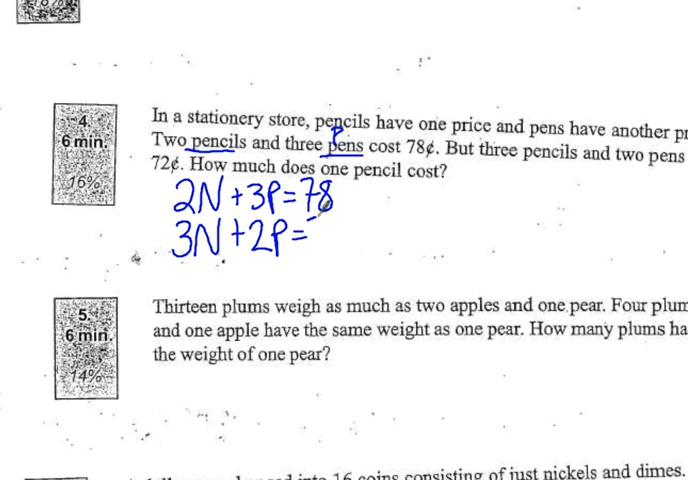 4.
6 min.
16%
In a stationery store, pencils have one price and pens have another pr
P
Two pencils and three pens cost 78¢. But three pencils and two pens
72¢. How much does one pencil cost?
2N+3P=78
3N+2P=
5.
6 min.
14%
Thirteen plums weigh as much as two apples and one pear. Four plum
and one apple have the same weight as one pear. How many plums ha
the weight of one pear?
into 16 coins consisting of just nickels and dimes.